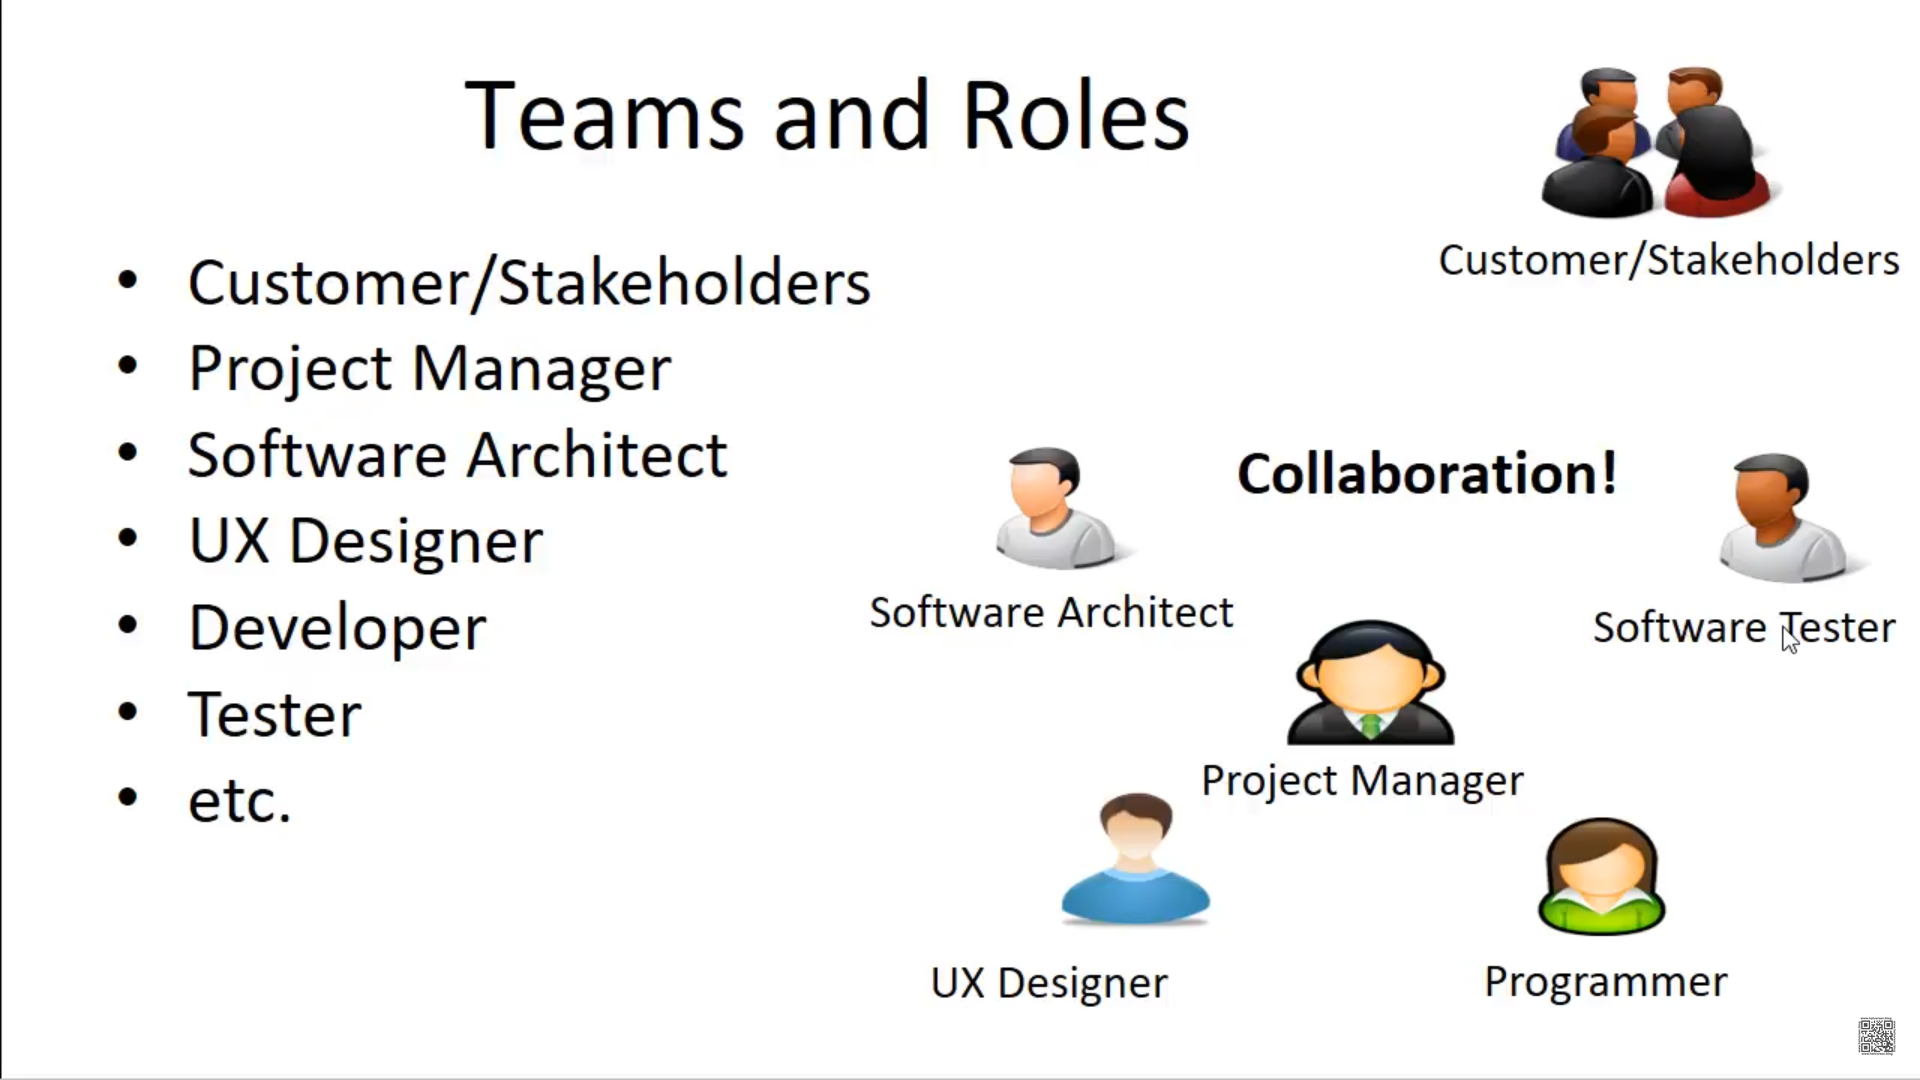 Teams and Roles
• Customer/Stakeholders
• Project Manager
• Software Architect
• UX Designer
• Developer
• Tester
• etc.
Customer/Stakeholders
Collaboration!
Software Architect
Software Tester
Project Manager
UX Designer
Programmer